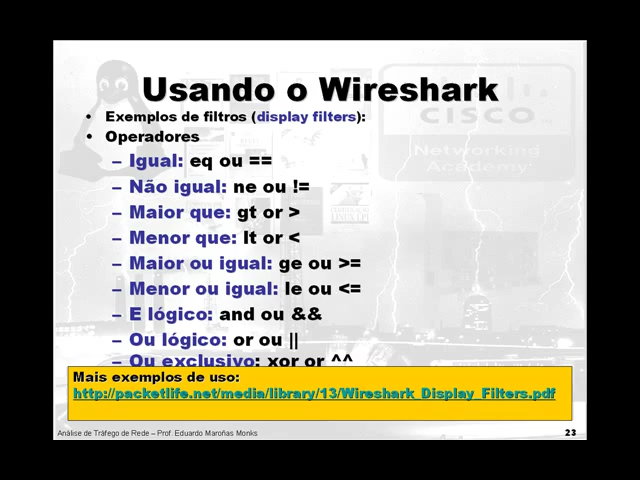 Usando o Wireshark
• Exemplos de filtros (display filters):
• Operadores
– Igual: eq ou ==
– Não igual: ne ou !=
– Maior que: gt or >
– Menor que: lt or <
– Maior ou igual: ge ou >=
– Menor ou igual: le ou <=
– E lógico: and ou &&
– Ou lógico: or ou ||
– Ou exclusivo: xor or ^^
Mais exemplos de uso:
http://packetlife.net/media/library/13/Wireshark_Display_Filters.pdf
Análise de Tráfego de Rede – Prof. Eduardo Maroñas Monks
23
CISCO
Networking
Academy